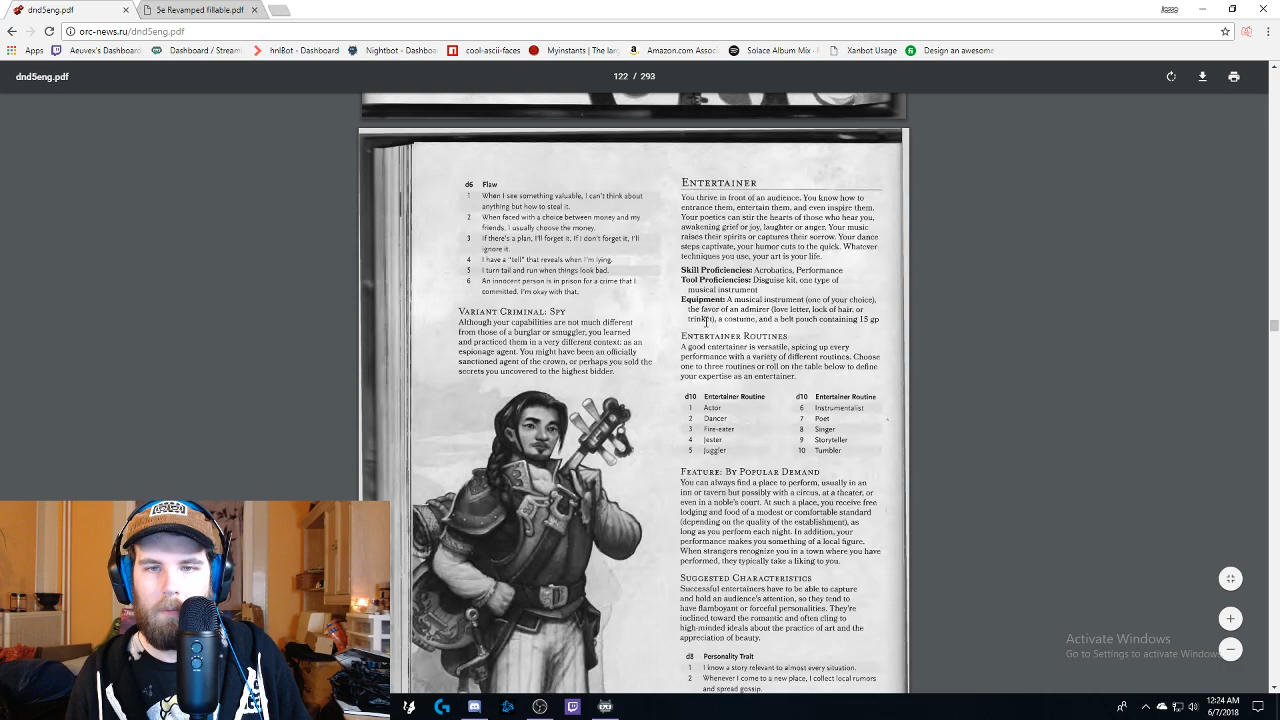 dnd5eng.pdf
5e Revamped fillable.pdf
orc-news.ru/dnd5eng.pdf
Apps
Aeuvex's Dashboard
Dashboard / Stream
hniBot - Dashboard
Nightbot - Dashboa
cool-ascii-faces
MyInstants | The larg
Amazon.com Assoc
Solace Album Mix -
Xanbot Axes
Design an awesome
dnd5eng.pdf
122 / 293
d6 Flaw
1 When I see something valuable, I can't think about
anything but how to steal it.
2 When faced with a choice between money and my
friends, I usually choose the money.
3 If there's a plan, I'll forget it. If I don't forget it, I'll
ignore it.
4 I have a "tell" that reveals when I'm lying.
5 I turn tail and run when things look bad.
6 An innocent person is in prison for a crime that I
committed. I'm okay with that.
Variant Criminal: Spy
Although your capabilities are not much different
from those of a burglar or smuggler, you learned
and practiced them in a very different context: as an
espionage agent. You might have been an officially
sanctioned agent of the crown, or perhaps you sold the
secrets you uncovered to the highest bidder.
Entertainer
You thrive in front of an audience. You know how to
entrance them, entertain them, and even inspire them.
Your poetics can stir the hearts of those who hear you,
awakening grief or joy, laughter or anger. Your music
raises their spirits or captures their sorrow. Your dance
steps captivate, your humor cuts to the quick. Whatever
techniques you use, your art is your life.
Skill Proficiencies: Acrobatics, Performance
Tool Proficiencies: Disguise kit, one type of
musical instrument
Equipment: A musical instrument (one of your choice),
the favor of an admirer (love letter, lock of hair, or
trinket), a costume, and a belt pouch containing 15 gp
Entertainer Routines
A good entertainer is versatile, spicing up every
performance with a variety of different routines. Choose
one to three routines or roll on the table below to define
your expertise as an entertainer.
d10 Entertainer Routine d10 Entertainer Routine
1 Actor 6 Instrumentalist
2 Dancer 7 Poet
3 Fire-eater 8 Singer
4 Jester 9 Storyteller
5 Juggler 10 Tumbler
Feature: By Popular Demand
You can always find a place to perform, usually in an
inn or tavern but possibly with a circus, at a theater, or
even in a noble's court. At such a place, you receive free
lodging and food of a modest or comfortable standard
(depending on the quality of the establishment), as
long as you perform each night. In addition, your
performance makes you something of a local figure.
When strangers recognize you in a town where you have
performed, they typically take a liking to you.
Suggested Characteristics
Successful entertainers have to be able to capture
and hold an audience's attention, so they tend to
have flamboyant or forceful personalities. They're
inclined toward the romantic and often cling to
high-minded ideals about the practice of art and the
appreciation of beauty.
d8 Personality Trait
1 I know a story relevant to almost every situation.
2 Whenever I come to a new place, I collect local rumors
and spread gossip.
Activate Windows
Go to Settings to activate Window
12:24 AM
6/7/2018